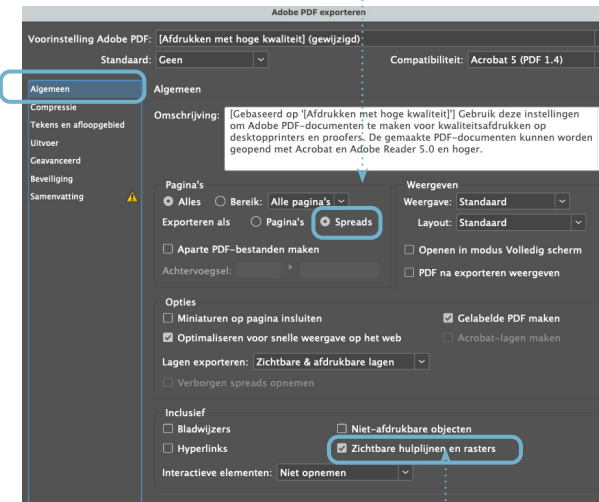 Adobe PDF exporteren
Voorinstelling Adobe PDF: [Afdrukken met hoge kwaliteit] (gewijzigd)
Standaard: Geen
Compatibiliteit: Acrobat 5 (PDF 1.4)
Algemeen
Compressie
Tekens en afloopgebied
Uitvoer
Geavanceerd
Beveiliging
Samenvatting
Algemeen
Omschrijving: [Gebaseerd op '[Afdrukken met hoge kwaliteit]'] Gebruik deze instellingen
om Adobe PDF-documenten te maken voor kwaliteitsafdrukken op
desktopprinters en proofers. De gemaakte PDF-documenten kunnen worden
geopend met Acrobat en Adobe Reader 5.0 en hoger.
Pagina's
Alles Bereik: Alle pagina's
Exporteren als Pagina's Spreads
Aparte PDF-bestanden maken
Achtervoegsel:
Weergeven
Weergave: Standaard
Layout: Standaard
Openen in modus Volledig scherm
PDF na exporteren weergeven
Opties
Miniaturen op pagina insluiten
Gelabelde PDF maken
Optimaliseren voor snelle weergave op het web
Acrobat-lagen maken
Lagen exporteren: Zichtbare & afdrukbare lagen
Verborgen spreads opnemen
Inclusief
Bladwijzers
Niet-afdrukbare objecten
Hyperlinks
Zichtbare hulplijnen en rasters
Interactieve elementen: Niet opnemen